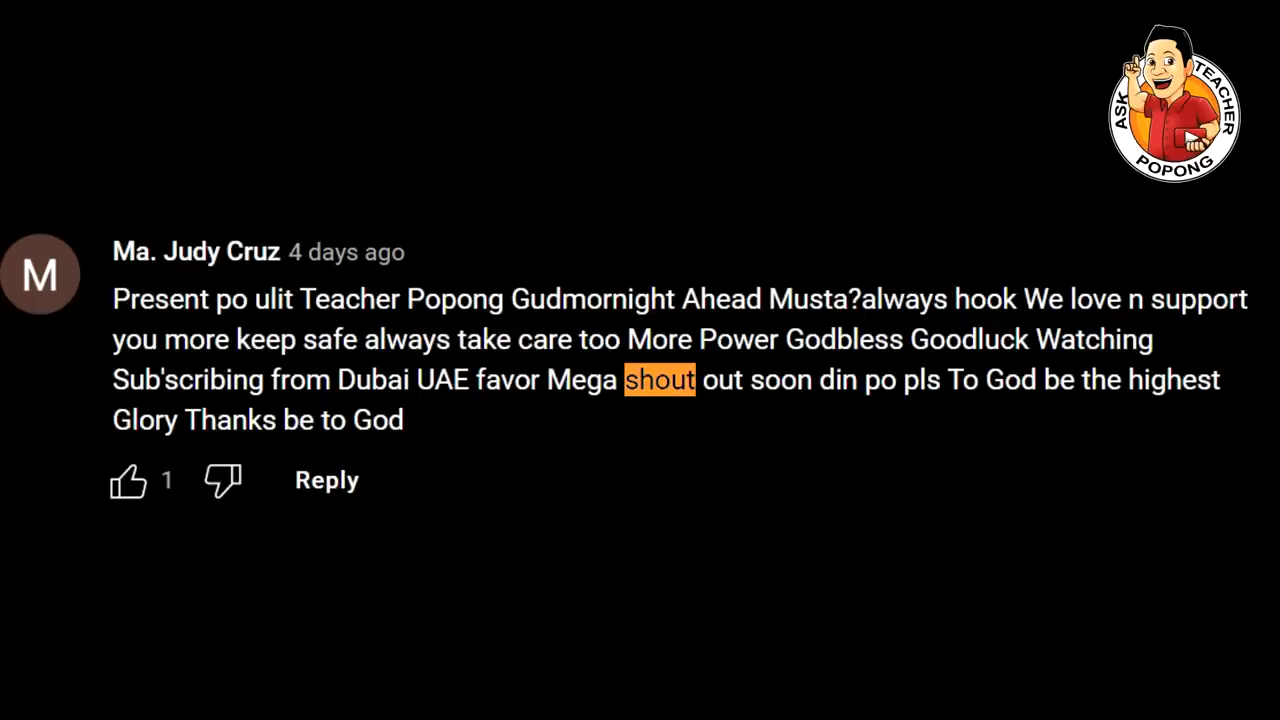 ASK TEACHER POPONG
M
Ma. Judy Cruz 4 days ago
Present po ulit Teacher Popong Gudmornight Ahead Musta?always hook We love n support
you more keep safe always take care too More Power Godbless Goodluck Watching
Sub'scribing from Dubai UAE favor Mega shout out soon din po pls To God be the highest
Glory Thanks be to God
1
Reply